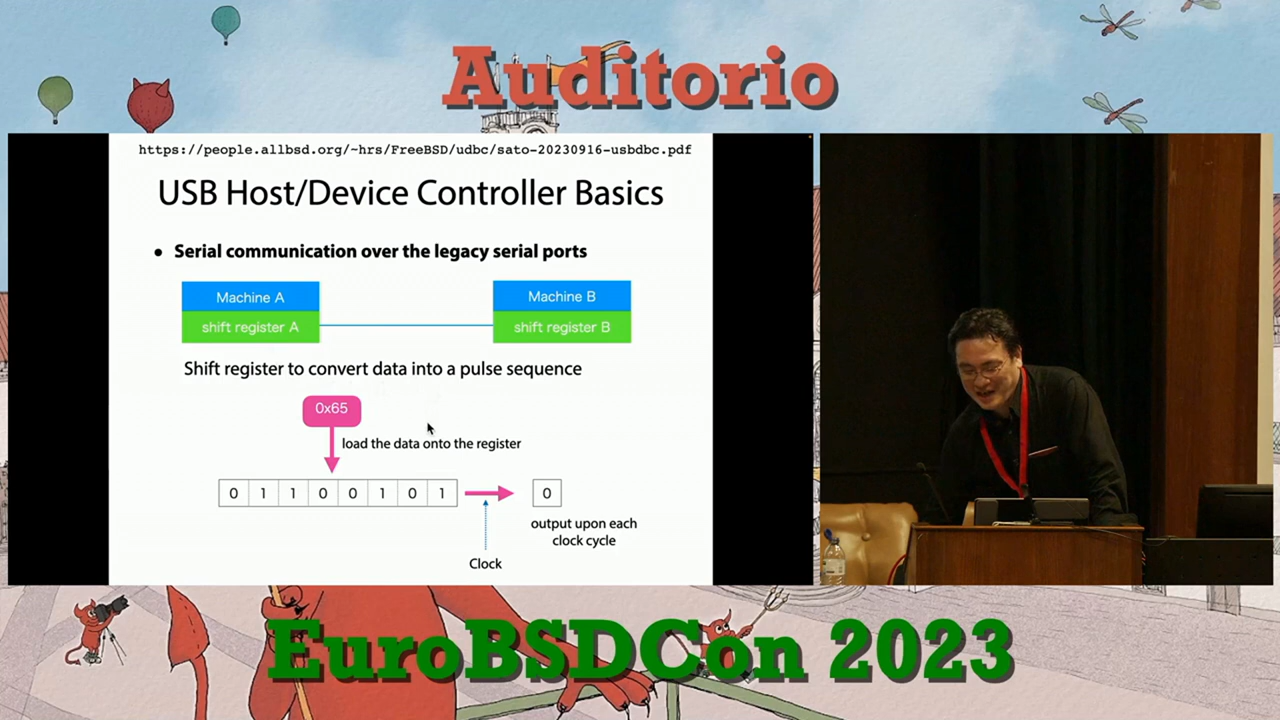 Auditorio
https://people.allbsd.org/~hrs/FreeBSD/udbc/sato-20230916-usbdbc.pdf
USB Host/Device Controller Basics
• Serial communication over the legacy serial ports
Machine A
Machine B
shift register A
shift register B
Shift register to convert data into a pulse sequence
0x65
load the data onto the register
0 1 1 0 0 1 0 1
0
output upon each
clock cycle
Clock
EuroBSDCon 2023